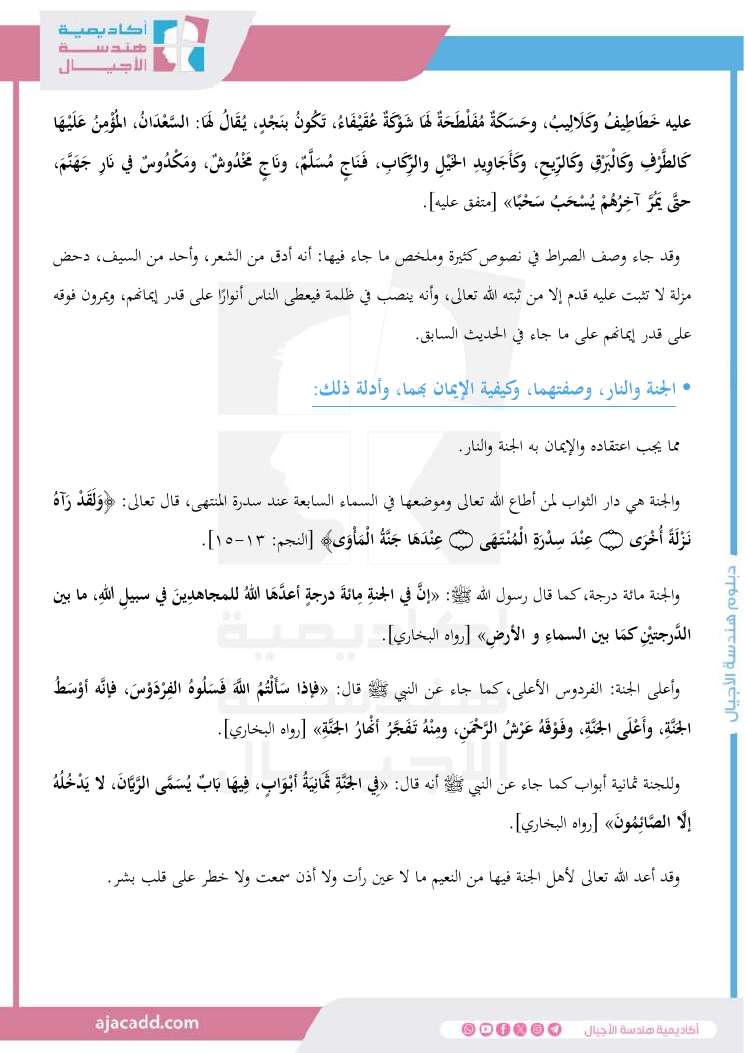 أكاديمية
هندسة
الأجيال
عليه خَطَاطِيفُ وكَلَالِيبُ، وحَسَكَةٌ مُفَلْطَحَةٌ لهَا شَوْكَةٌ عُقَيْفَاءُ، تَكُونُ بنَجْدٍ، يُقَالُ لهَا: السَّعْدَانُ، المُؤْمِنُ عَلَيْهَا
كَالطَّرْفِ وكَالْبَرْقِ وكَالرِّيحِ، وكَأَجَاوِيدِ الخَيْلِ والرِّكَابِ، فَنَاجٍ مُسَلَّمٌ، ونَاجٍ مَخْدُوشٌ، ومَكْدُوسٌ في نَارِ جَهَنَّمَ،
حتَّى يَمُرَّ آخِرُهُمْ يُسْحَبُ سَحْبًا» [متفق عليه].
وقد جاء وصف الصراط في نصوص كثيرة وملخص ما جاء فيها: أنه أدق من الشعر، وأحد من السيف، دحض
مزلة لا تثبت عليه قدم إلا من ثبته الله تعالى، وأنه ينصب في ظلمة فيعطى الناس أنوارًا على قدر إيمانهم، ويمرون فوقه
على قدر إيمانهم على ما جاء في الحديث السابق.
• الجنة والنار، وصفتهما، وكيفية الإيمان بهما، وأدلة ذلك:
مما يجب اعتقاده والإيمان به الجنة والنار.
والجنة هي دار الثواب لمن أطاع الله تعالى وموضعها في السماء السابعة عند سدرة المنتهى، قال تعالى: ﴿وَلَقَدْ رَآهُ
نَزْلَةً أُخْرَى ۝ عِنْدَ سِدْرَةِ الْمُنْتَهَى ۝ عِنْدَهَا جَنَّةُ الْمَأْوَى﴾ [النجم: ١٣-١٥].
والجنة مائة درجة، كما قال رسول الله ﷺ: «إنَّ في الجنةِ مِائةَ درجةٍ أعدَّهَا اللهُ للمجاهدِينَ في سبيلِ اللهِ، ما بين
الدَّرجتيْنِ كمَا بين السماءِ و الأرضِ» [رواه البخاري].
وأعلى الجنة: الفردوس الأعلى، كما جاء عن النبي ﷺ قال: «فإذا سَأَلْتُمُ اللَّهَ فَسَلُوهُ الفِرْدَوْسَ، فإنَّه أوْسَطُ
الجَنَّةِ، وأَعْلَى الجَنَّةِ، وفَوْقَهُ عَرْشُ الرَّحْمَنِ، ومِنْهُ تَفَجَّرُ أنْهَارُ الجَنَّةِ» [رواه البخاري].
وللجنة ثمانية أبواب كما جاء عن النبي ﷺ أنه قال: «فِي الجَنَّةِ ثَمَانِيَةُ أبْوَابٍ، فِيهَا بَابٌ يُسَمَّى الرَّيَّانَ، لا يَدْخُلُهُ
إلَّا الصَّائِمُونَ» [رواه البخاري].
وقد أعد الله تعالى لأهل الجنة فيها من النعيم ما لا عين رأت ولا أذن سمعت ولا خطر على قلب بشر.
دبلوم هندسة الأجيال
أكاديمية هندسة الأجيال
ajacadd.com